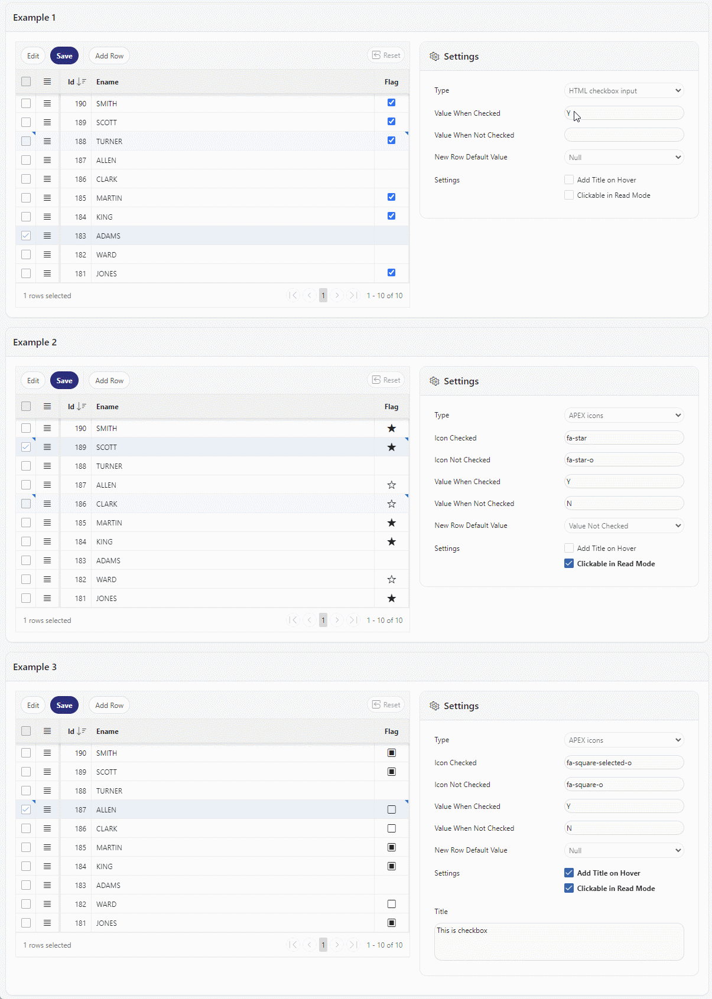 Example 1
Edit Save Add Row Reset
Id Ename Flag
190 SMITH
189 SCOTT
188 TURNER
187 ALLEN
186 CLARK
185 MARTIN
184 KING
183 ADAMS
182 WARD
181 JONES
1 rows selected 1 1 - 10 of 10
Settings
Type HTML checkbox input
Value When Checked Y
Value When Not Checked
New Row Default Value Null
Settings Add Title on Hover
Clickable in Read Mode
Example 2
Edit Save Add Row Reset
Id Ename Flag
190 SMITH
189 SCOTT
188 TURNER
187 ALLEN
186 CLARK
185 MARTIN
184 KING
183 ADAMS
182 WARD
181 JONES
1 rows selected 1 1 - 10 of 10
Settings
Type APEX icons
Icon Checked fa-star
Icon Not Checked fa-star-o
Value When Checked Y
Value When Not Checked N
New Row Default Value Value Not Checked
Settings Add Title on Hover
Clickable in Read Mode
Example 3
Edit Save Add Row Reset
Id Ename Flag
190 SMITH
189 SCOTT
188 TURNER
187 ALLEN
186 CLARK
185 MARTIN
184 KING
183 ADAMS
182 WARD
181 JONES
1 rows selected 1 1 - 10 of 10
Settings
Type APEX icons
Icon Checked fa-square-selected-o
Icon Not Checked fa-square-o
Value When Checked Y
Value When Not Checked N
New Row Default Value Null
Settings Add Title on Hover
Clickable in Read Mode
Title
This is checkbox